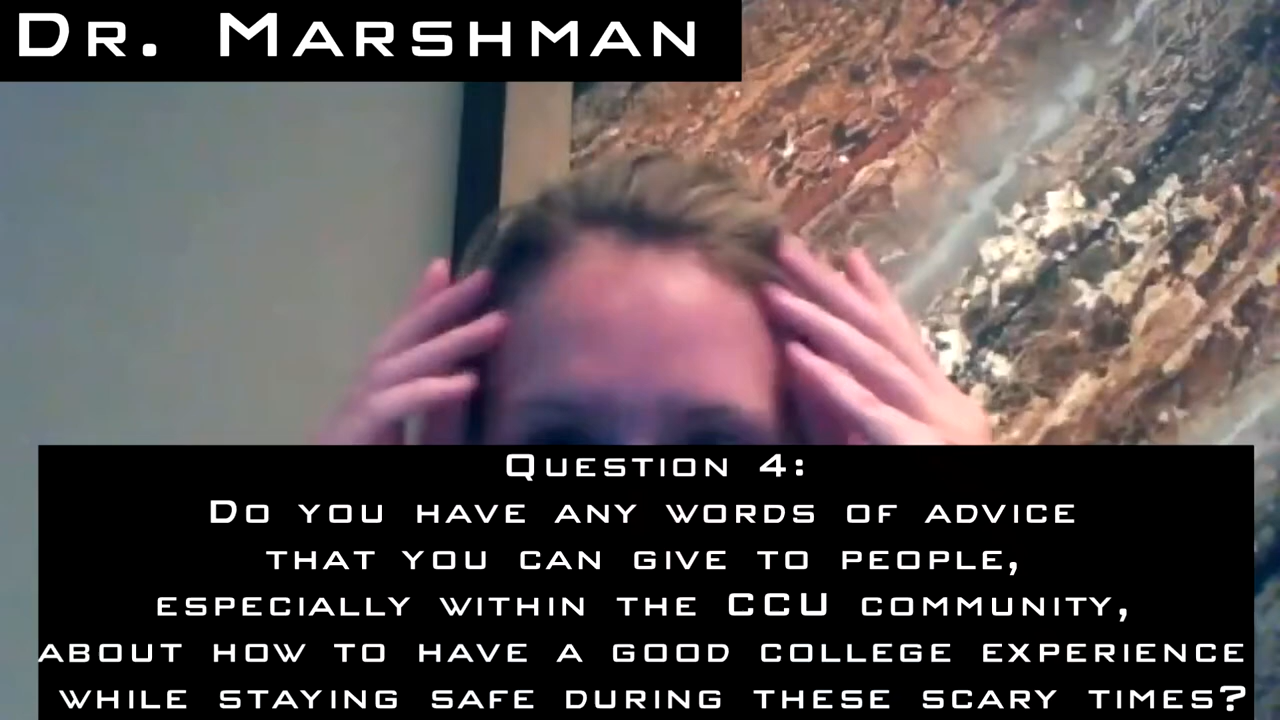 Dr. Marshman
Question 4:
Do you have any words of advice
that you can give to people,
especially within the CCU community,
about how to have a good college experience
while staying safe during these scary times?